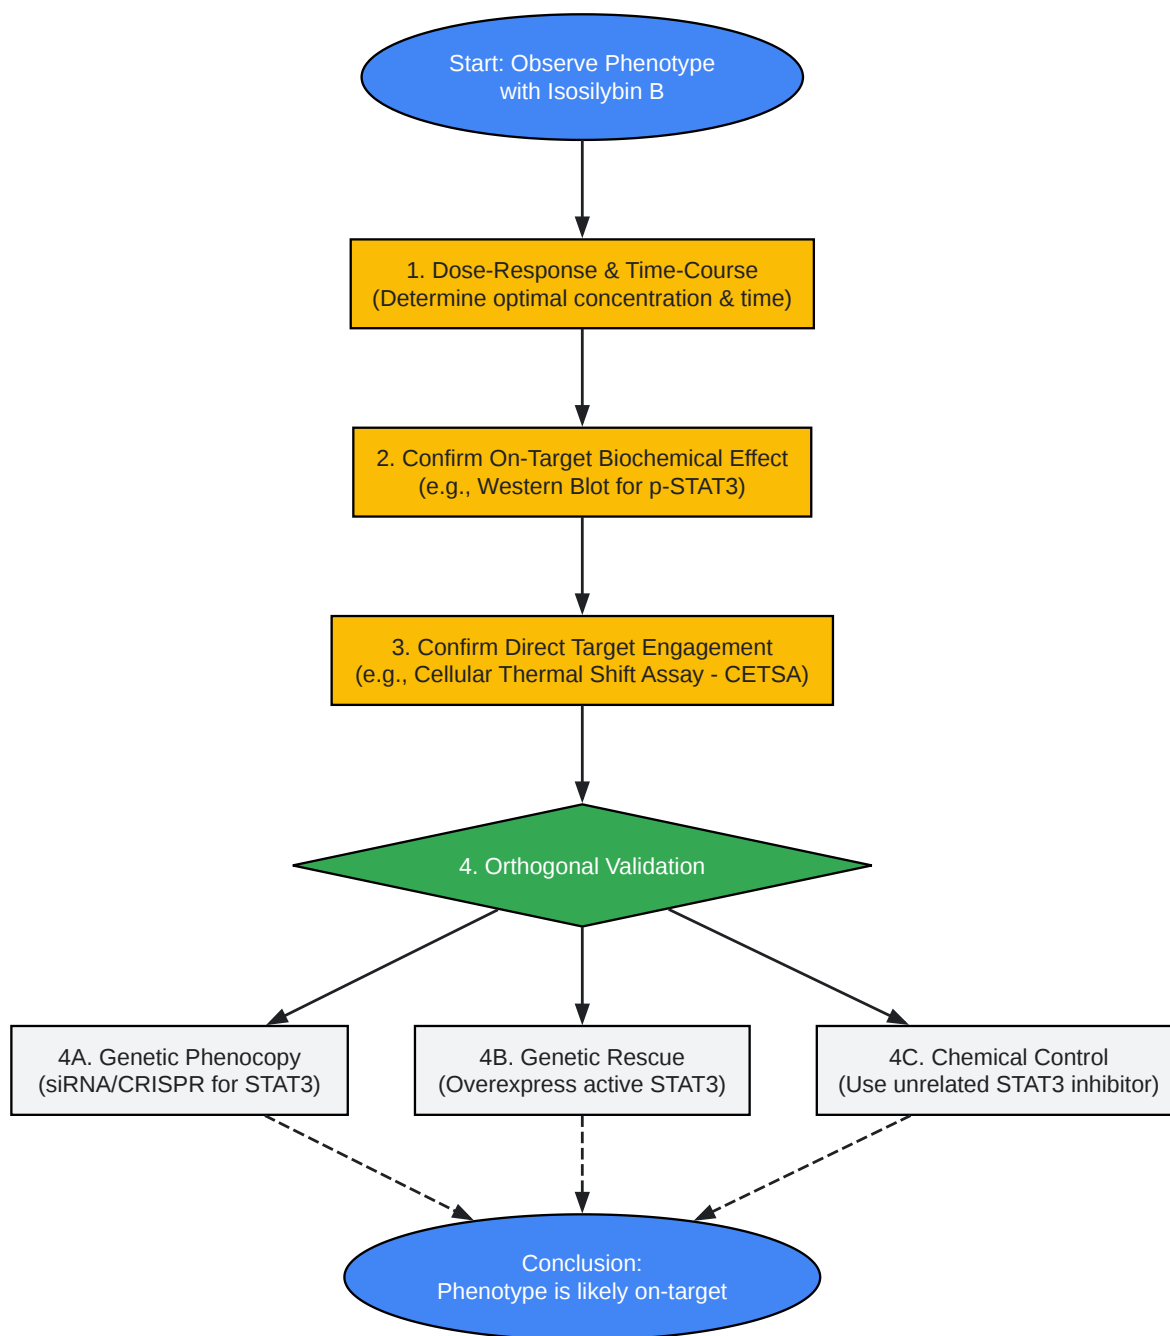 Start: Observe Phenotype
with Isosilybin B
1. Dose-Response & Time-Course
(Determine optimal concentration & time)
2. Confirm On-Target Biochemical Effect
(e.g., Western Blot for p-STAT3)
3. Confirm Direct Target Engagement
(e.g., Cellular Thermal Shift Assay - CETSA)
4. Orthogonal Validation
4A. Genetic Phenocopy
(siRNA/CRISPR for STAT3)
4B. Genetic Rescue
(Overexpress active STAT3)
4C. Chemical Control
(Use unrelated STAT3 inhibitor)
Conclusion:
Phenotype is likely on-target